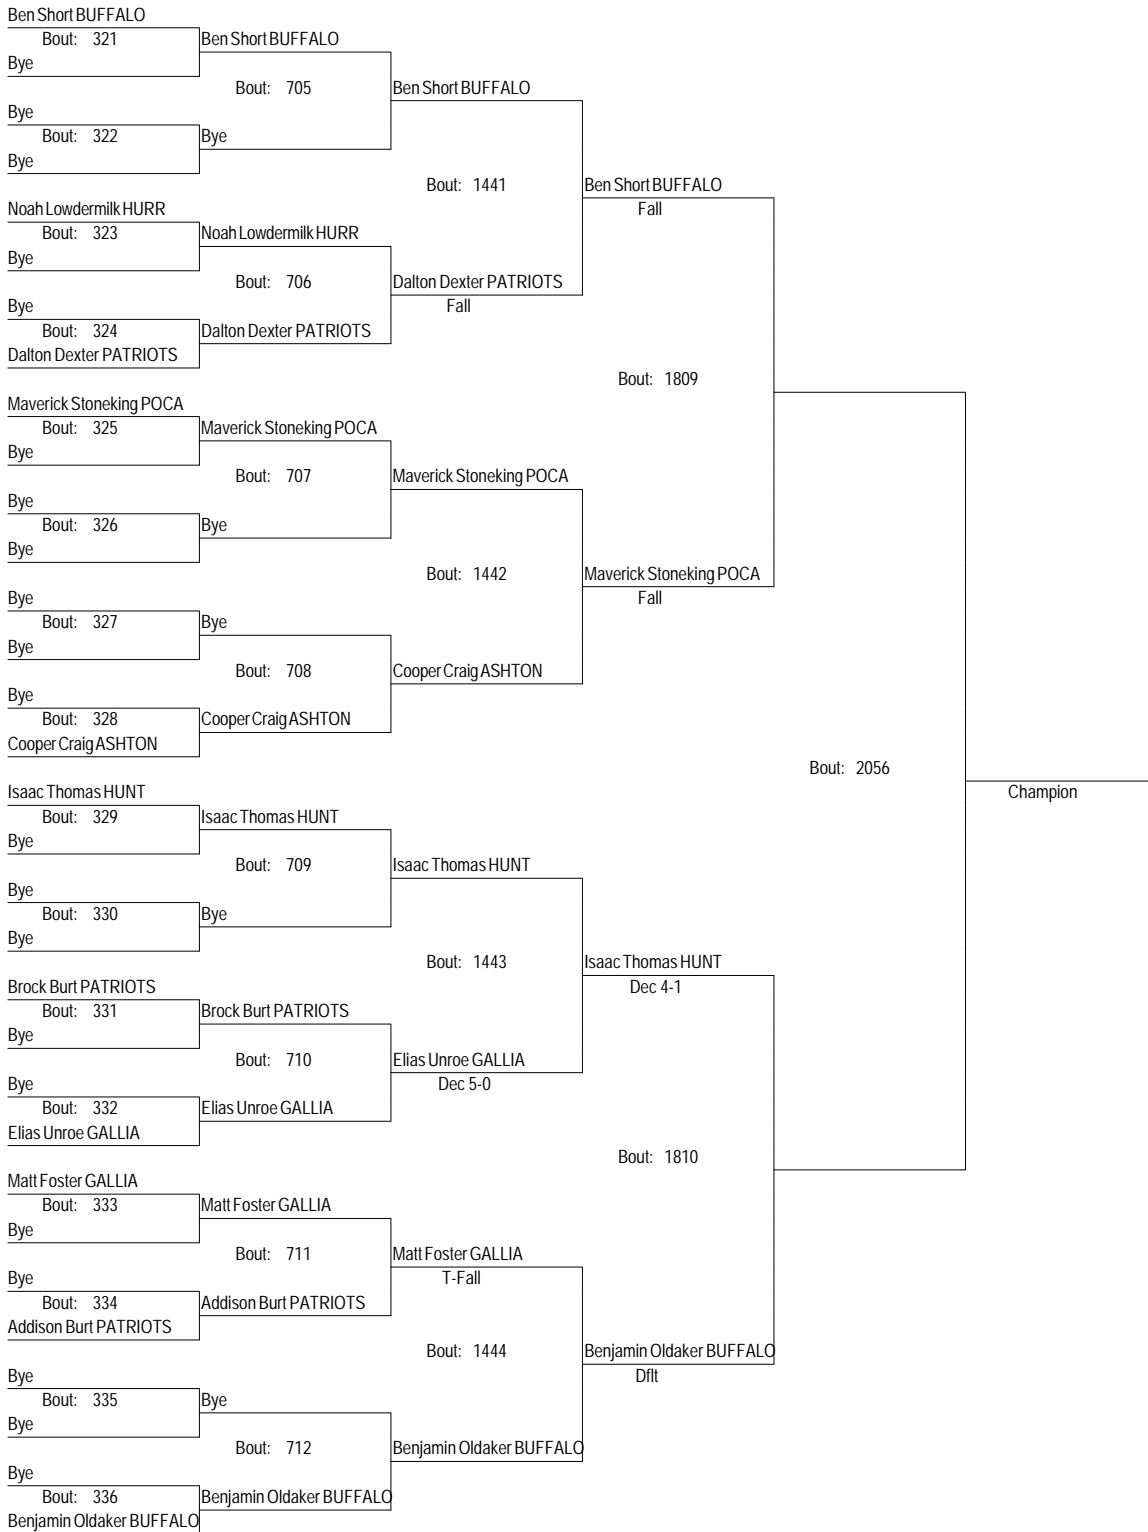 Ben Short BUFFALO
Bout: 321
Ben Short BUFFALO
Bye
Bout: 705
Ben Short BUFFALO
Bye
Bout: 322
Bye
Bye
Bout: 1441
Ben Short BUFFALO
Fall
Noah Lowdermilk HURR
Bout: 323
Noah Lowdermilk HURR
Bye
Bout: 706
Dalton Dexter PATRIOTS
Fall
Bye
Bout: 324
Dalton Dexter PATRIOTS
Dalton Dexter PATRIOTS
Bout: 1809
Maverick Stoneking POCA
Bout: 325
Maverick Stoneking POCA
Bye
Bout: 707
Maverick Stoneking POCA
Bye
Bout: 326
Bye
Bye
Bout: 1442
Maverick Stoneking POCA
Fall
Bye
Bout: 327
Bye
Bye
Bout: 708
Cooper Craig ASHTON
Bye
Bout: 328
Cooper Craig ASHTON
Cooper Craig ASHTON
Bout: 2056
Champion
Isaac Thomas HUNT
Bout: 329
Isaac Thomas HUNT
Bye
Bout: 709
Isaac Thomas HUNT
Bye
Bout: 330
Bye
Bye
Bout: 1443
Isaac Thomas HUNT
Dec 4-1
Brock Burt PATRIOTS
Bout: 331
Brock Burt PATRIOTS
Bye
Bout: 710
Elias Unroe GALLIA
Dec 5-0
Bye
Bout: 332
Elias Unroe GALLIA
Elias Unroe GALLIA
Bout: 1810
Matt Foster GALLIA
Bout: 333
Matt Foster GALLIA
Bye
Bout: 711
Matt Foster GALLIA
T-Fall
Bye
Bout: 334
Addison Burt PATRIOTS
Addison Burt PATRIOTS
Bout: 1444
Benjamin Oldaker BUFFALO
Dflt
Bye
Bout: 335
Bye
Bye
Bout: 712
Benjamin Oldaker BUFFALO
Bye
Bout: 336
Benjamin Oldaker BUFFALO
Benjamin Oldaker BUFFALO